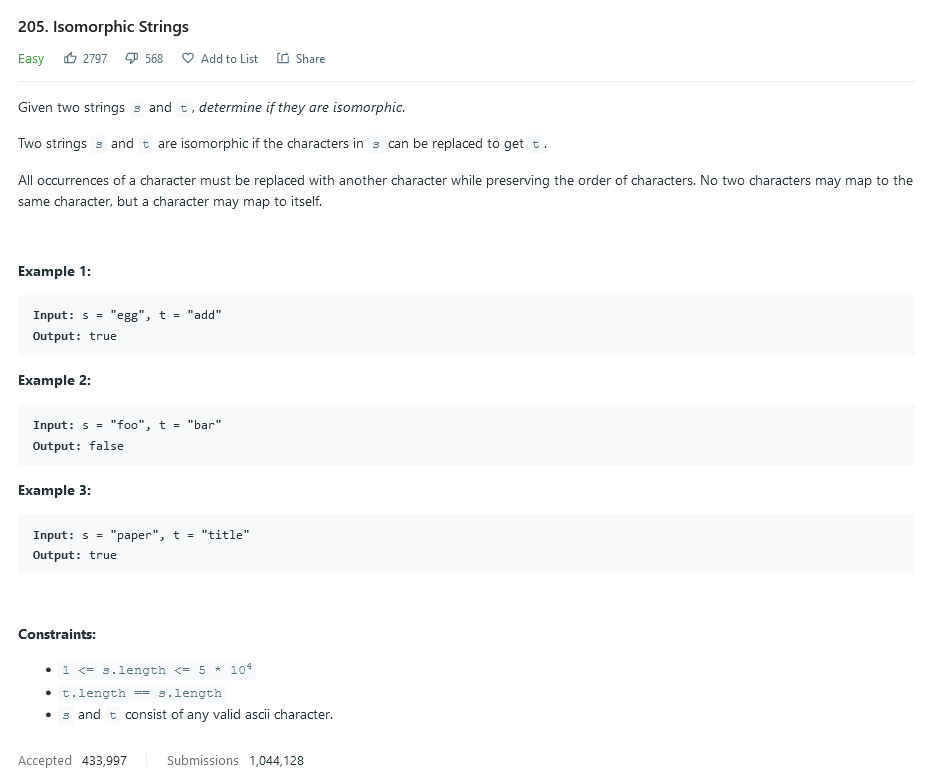 205. Isomorphic Strings
Easy 2797 568 Add to List Share
Given two strings s and t, determine if they are isomorphic.
Two strings s and t are isomorphic if the characters in s can be replaced to get t.
All occurrences of a character must be replaced with another character while preserving the order of characters. No two characters may map to the
same character, but a character may map to itself.
Example 1:
Input: s = "egg", t = "add"
Output: true
Example 2:
Input: s = "foo", t = "bar"
Output: false
Example 3:
Input: s = "paper", t = "title"
Output: true
Constraints:
• 1 <= s.length <= 5 * 10⁴
• t.length == s.length
• s and t consist of any valid ascii character.
Accepted 433,997 Submissions 1,044,128